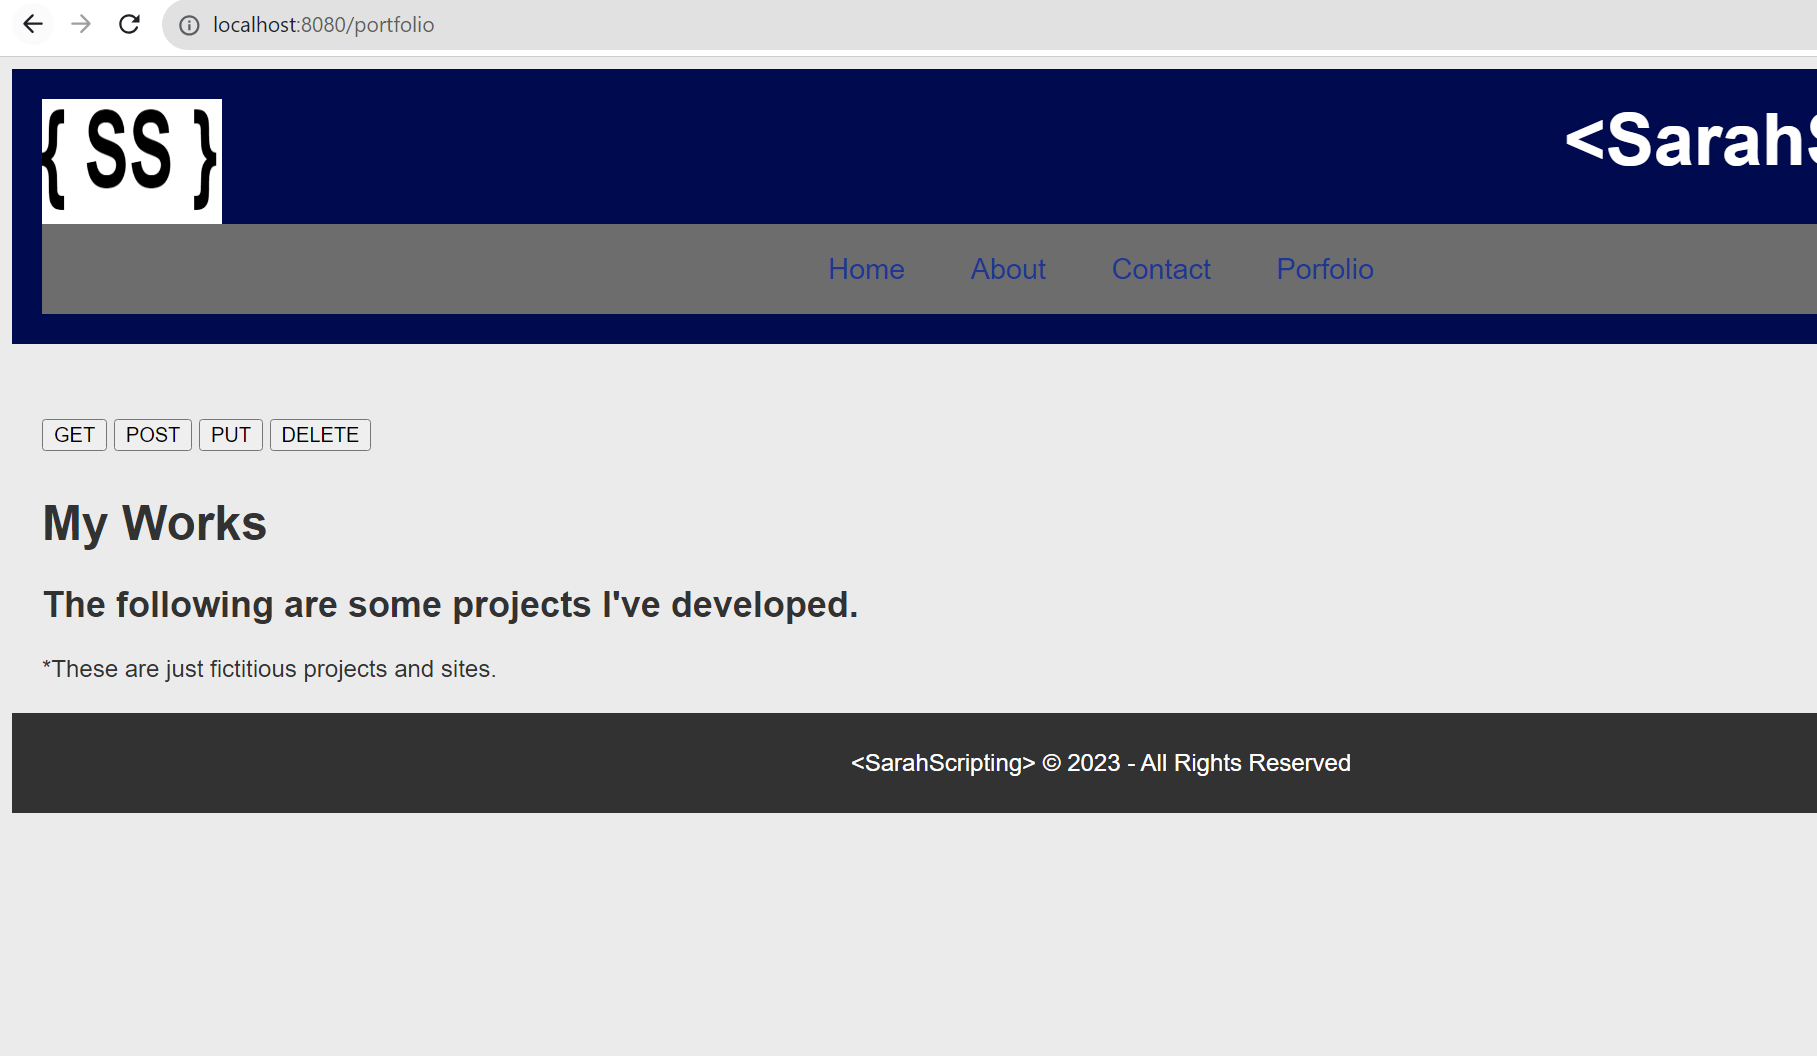 localhost:8080/portfolio
{ SS }
<SarahS
Home About Contact Porfolio
GET POST PUT DELETE
My Works
The following are some projects I've developed.
*These are just fictitious projects and sites.
<SarahScripting> © 2023 - All Rights Reserved